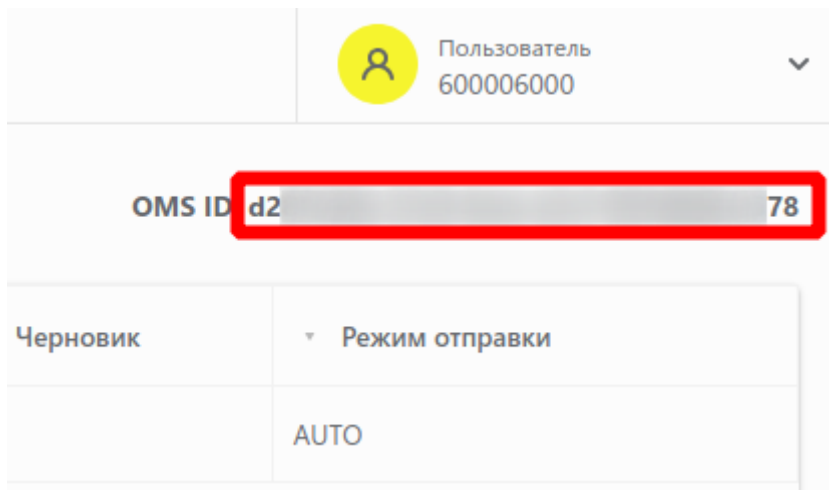 Пользователь
600006000
OMS ID d2 78
Черновик
Режим отправки
AUTO